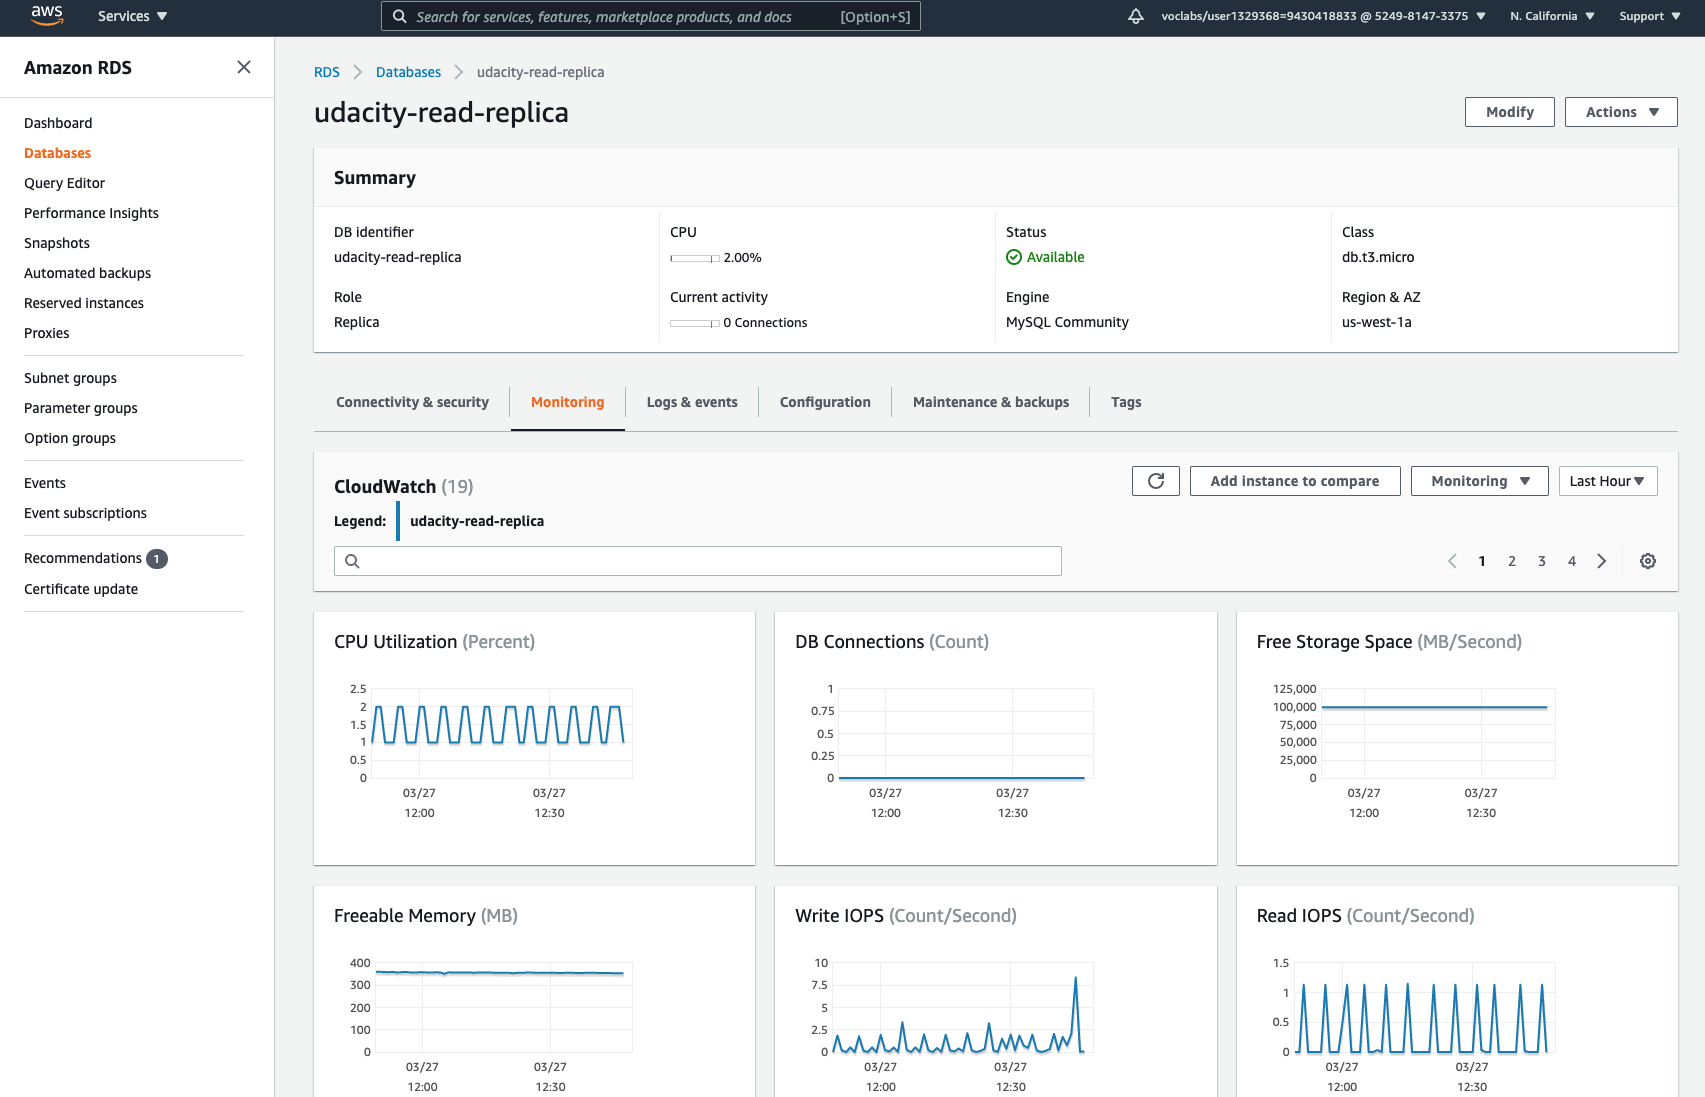 aws Services ▼ Search for services, features, marketplace products, and docs [Option+S] voclabs/user1329368=9430418833 @ 5249-8147-3375 ▼ N. California ▼ Support ▼
Amazon RDS
Dashboard
Databases
Query Editor
Performance Insights
Snapshots
Automated backups
Reserved instances
Proxies
Subnet groups
Parameter groups
Option groups
Events
Event subscriptions
Recommendations 1
Certificate update
RDS > Databases > udacity-read-replica
udacity-read-replica
Modify Actions ▼
Summary
DB identifier CPU Status Class
udacity-read-replica 2.00% Available db.t3.micro
Role Current activity Engine Region & AZ
Replica 0 Connections MySQL Community us-west-1a
Connectivity & security Monitoring Logs & events Configuration Maintenance & backups Tags
CloudWatch (19) Add instance to compare Monitoring ▼ Last Hour ▼
Legend: udacity-read-replica
< 1 2 3 4 >
CPU Utilization (Percent)
2.5
2
1.5
1
0.5
0
03/27 03/27
12:00 12:30
DB Connections (Count)
1
0.75
0.5
0.25
0
03/27 03/27
12:00 12:30
Free Storage Space (MB/Second)
125,000
100,000
75,000
50,000
25,000
0
03/27 03/27
12:00 12:30
Freeable Memory (MB)
400
300
200
100
0
03/27 03/27
12:00 12:30
Write IOPS (Count/Second)
10
7.5
5
2.5
0
03/27 03/27
12:00 12:30
Read IOPS (Count/Second)
1.5
1
0.5
0
03/27 03/27
12:00 12:30